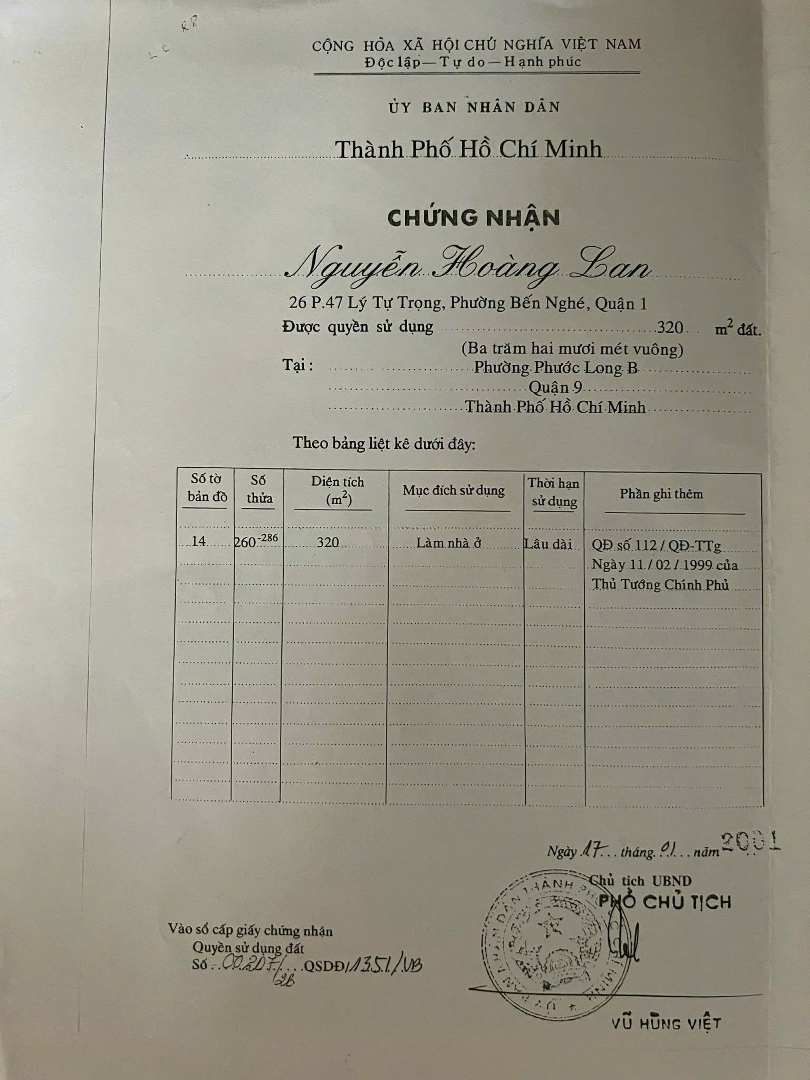 CỘNG HÒA XÃ HỘI CHỦ NGHĨA VIỆT NAM
Độc lập—Tự do—Hạnh phúc
ỦY BAN NHÂN DÂN
Thành Phố Hồ Chí Minh
CHỨNG NHẬN
Nguyễn Hoàng Lan
26 P.47 Lý Tự Trọng, Phường Bến Nghé, Quận 1
Được quyền sử dụng 320 m² đất.
(Ba trăm hai mươi mét vuông)
Tại: Phường Phước Long B
Quận 9
Thành Phố Hồ Chí Minh
Theo bảng liệt kê dưới đây:
Số tờ bản đồ | Số thửa | Diện tích (m²) | Mục đích sử dụng | Thời hạn sử dụng | Phần ghi thêm
14 | 260-286 | 320 | Làm nhà ở | Lâu dài | QĐ số 112 / QĐ-TTg
Ngày 11 / 02 / 1999 của
Thủ Tướng Chính Phủ
Ngày 17 tháng 01 năm 2001
Chủ tịch UBND
PHÓ CHỦ TỊCH
Vào sổ cấp giấy chứng nhận
Quyền sử dụng đất
Số QSDĐ/1351/UB
VŨ HÙNG VIỆT